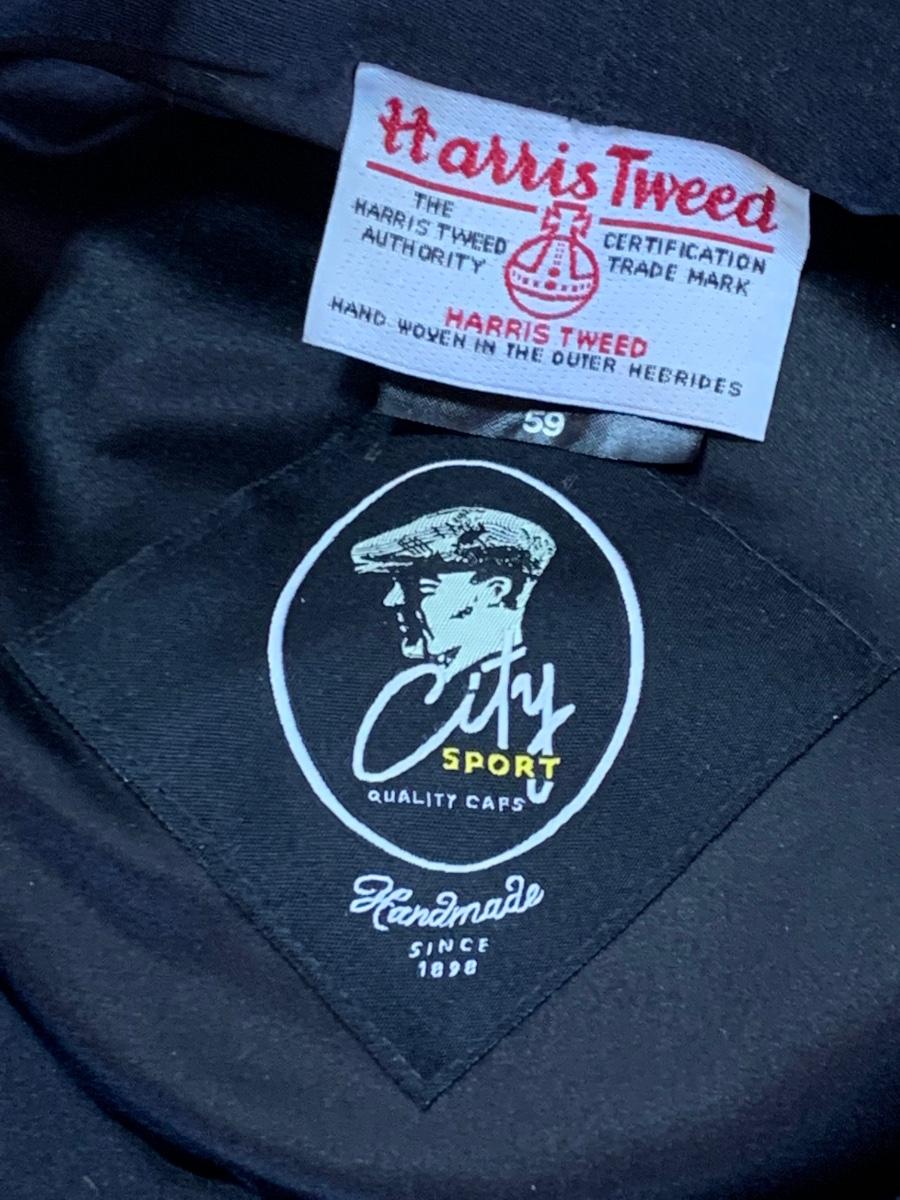 Harris Tweed
THE
HARRIS TWEED
AUTHORITY
CERTIFICATION
TRADE MARK
HARRIS TWEED
HAND WOVEN IN THE OUTER HEBRIDES
59
City
SPORT
QUALITY CAPS
Handmade
SINCE
1898